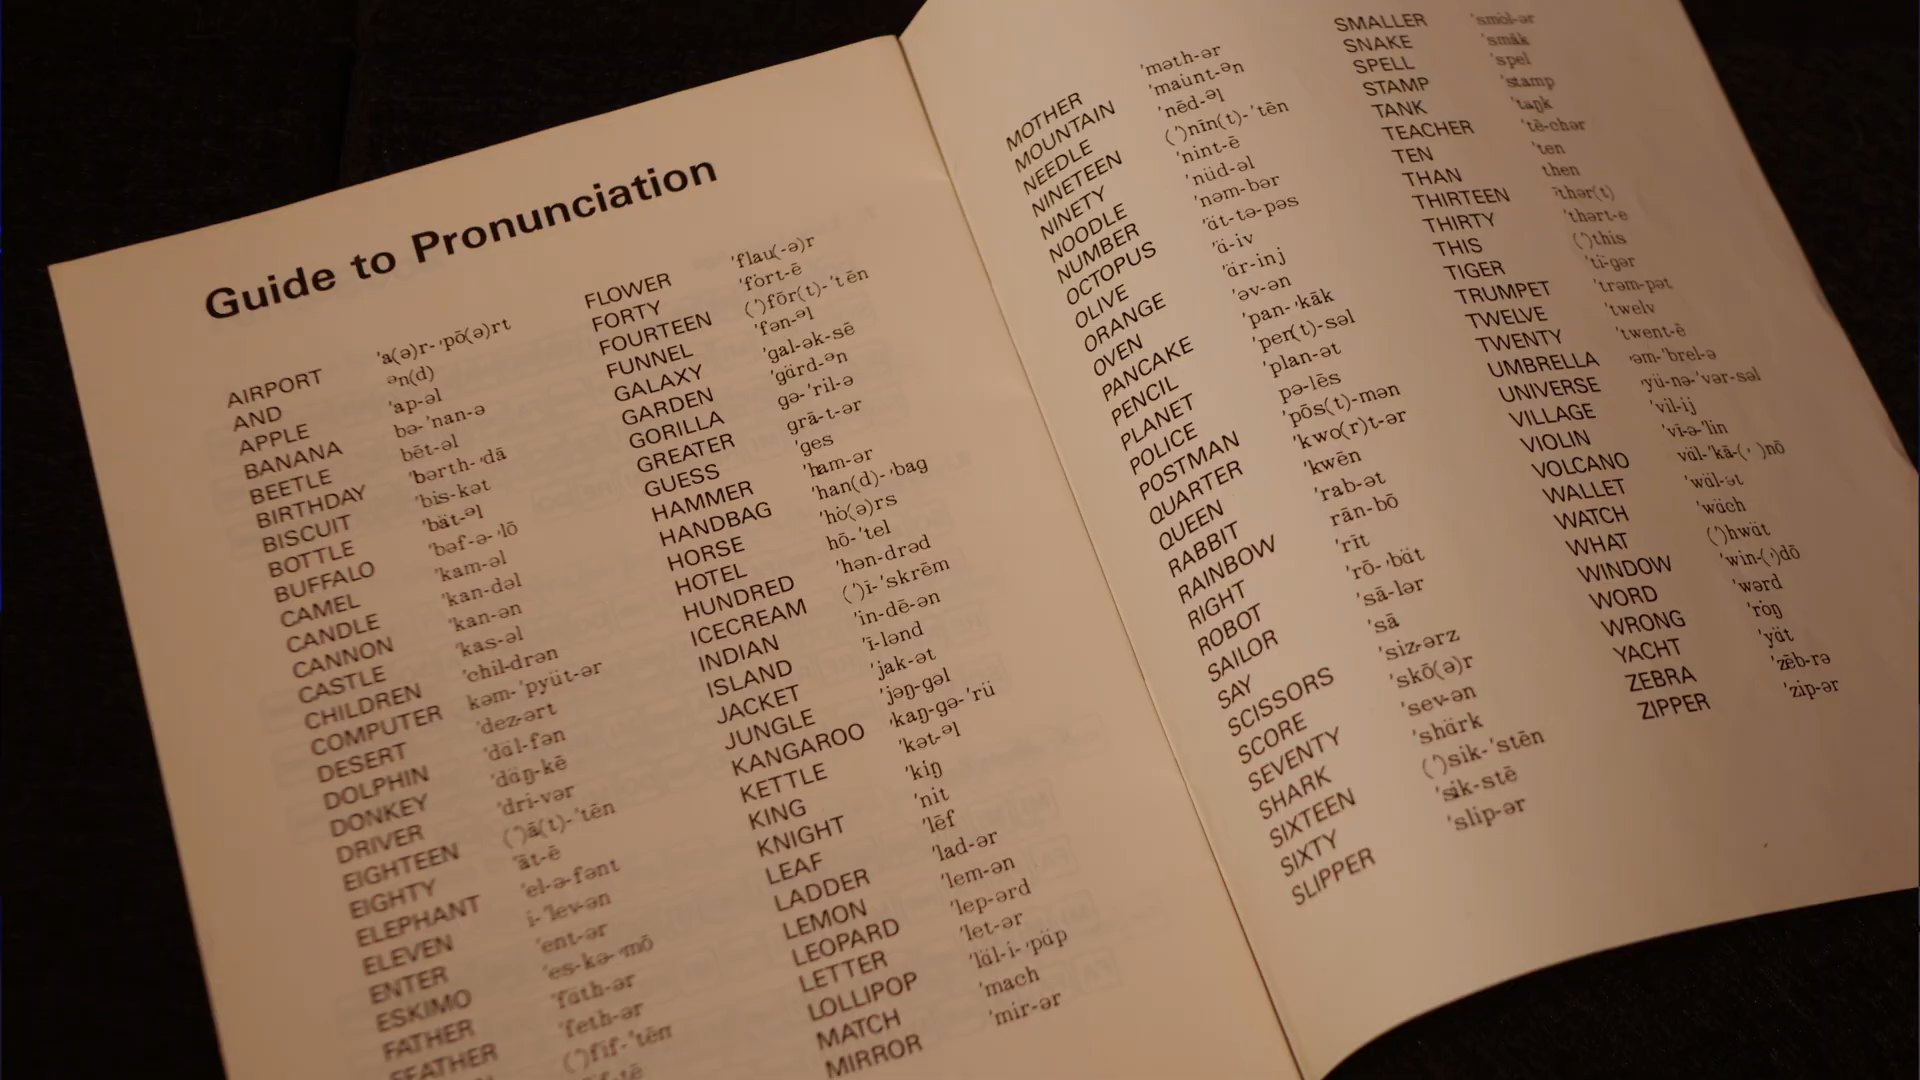 Guide to Pronunciation
AIRPORT 'a(ə)r-ˌpō(ə)rt
AND ᵊn(d)
APPLE 'ap-əl
BANANA bə-'nan-ə
BEETLE bēt-əl
BIRTHDAY 'bərth-ˌdā
BISCUIT 'bis-kət
BOTTLE 'bät-ᵊl
BUFFALO 'bəf-ə-ˌlō
CAMEL 'kam-əl
CANDLE 'kan-dəl
CANNON 'kan-ən
CASTLE 'kas-əl
CHILDREN 'chil-drən
COMPUTER kəm-'pyüt-ər
DESERT 'dez-ərt
DOLPHIN 'däl-fən
DONKEY 'däŋ-kē
DRIVER 'dri-vər
EIGHTEEN (')ā(t)-'tēn
EIGHTY 'āt-ē
ELEPHANT 'el-ə-fənt
ELEVEN i-'lev-ən
ENTER 'ent-ər
ESKIMO 'es-kə-ˌmō
FATHER 'fäth-ər
FEATHER 'feth-ər
(')fif-'tēn
FLOWER 'flau̇(-ə)r
FORTY 'fȯrt-ē
FOURTEEN (')fōr(t)-'tēn
FUNNEL 'fən-ᵊl
GALAXY 'gal-ək-sē
GARDEN 'gärd-ᵊn
GORILLA gə-'ril-ə
GREATER grā-t-ər
GUESS 'ges
HAMMER 'ham-ər
HANDBAG 'han(d)-ˌbag
HORSE 'hȯ(ə)rs
HOTEL hō-'tel
HUNDRED 'hən-drəd
ICECREAM (')ī-'skrēm
INDIAN 'in-dē-ən
ISLAND 'ī-lənd
JACKET 'jak-ət
JUNGLE 'jəŋ-gəl
KANGAROO ˌkaŋ-gə-'rü
KETTLE 'kət-ᵊl
KING 'kiŋ
KNIGHT 'nit
LEAF 'lēf
LADDER 'lad-ər
LEMON 'lem-ən
LEOPARD 'lep-ərd
LETTER 'let-ər
LOLLIPOP 'läl-i-ˌpäp
MATCH 'mach
MIRROR 'mir-ər
MOTHER 'məth-ər
MOUNTAIN 'mau̇nt-ᵊn
NEEDLE 'nēd-ᵊl
NINETEEN (')nīn(t)-'tēn
NINETY 'nint-ē
NOODLE 'nüd-əl
NUMBER 'nəm-bər
OCTOPUS 'ät-tə-pəs
OLIVE 'ä-iv
ORANGE 'är-inj
OVEN 'əv-ən
PANCAKE 'pan-ˌkāk
PENCIL 'pen(t)-səl
PLANET 'plan-ət
POLICE pə-lēs
POSTMAN 'pōs(t)-mən
QUARTER 'kwo(r)t-ər
QUEEN 'kwēn
RABBIT 'rab-ət
RAINBOW rān-bō
RIGHT 'rīt
ROBOT 'rō-ˌbät
SAILOR 'sā-lər
SAY 'sā
SCISSORS 'siz-ərz
SCORE 'skō(ə)r
SEVENTY 'sev-ən
SHARK 'shärk
SIXTEEN (')sik-'stēn
SIXTY 'sik-stē
SLIPPER 'slip-ər
SMALLER 'smȯl-ər
SNAKE 'smāk
SPELL 'spel
STAMP 'stamp
TANK 'taŋk
TEACHER 'tē-chər
TEN 'ten
THAN then
THIRTEEN
THIRTY 'thərt-e
THIS (')this
TIGER 'tī-gər
TRUMPET 'trəm-pət
TWELVE 'twelv
TWENTY 'twent-ē
UMBRELLA ˌəm-'brel-ə
UNIVERSE ˌyü-nə-'vər-səl
VILLAGE 'vil-ij
VIOLIN 'vī-ə-'lin
VOLCANO väl-'kā-(ˌ)nō
WALLET 'wäl-ət
WATCH 'wäch
WHAT (')hwät
WINDOW 'win-(ˌ)dō
WORD 'wərd
WRONG 'rȯŋ
YACHT 'yät
ZEBRA 'zēb-rə
ZIPPER 'zip-ər